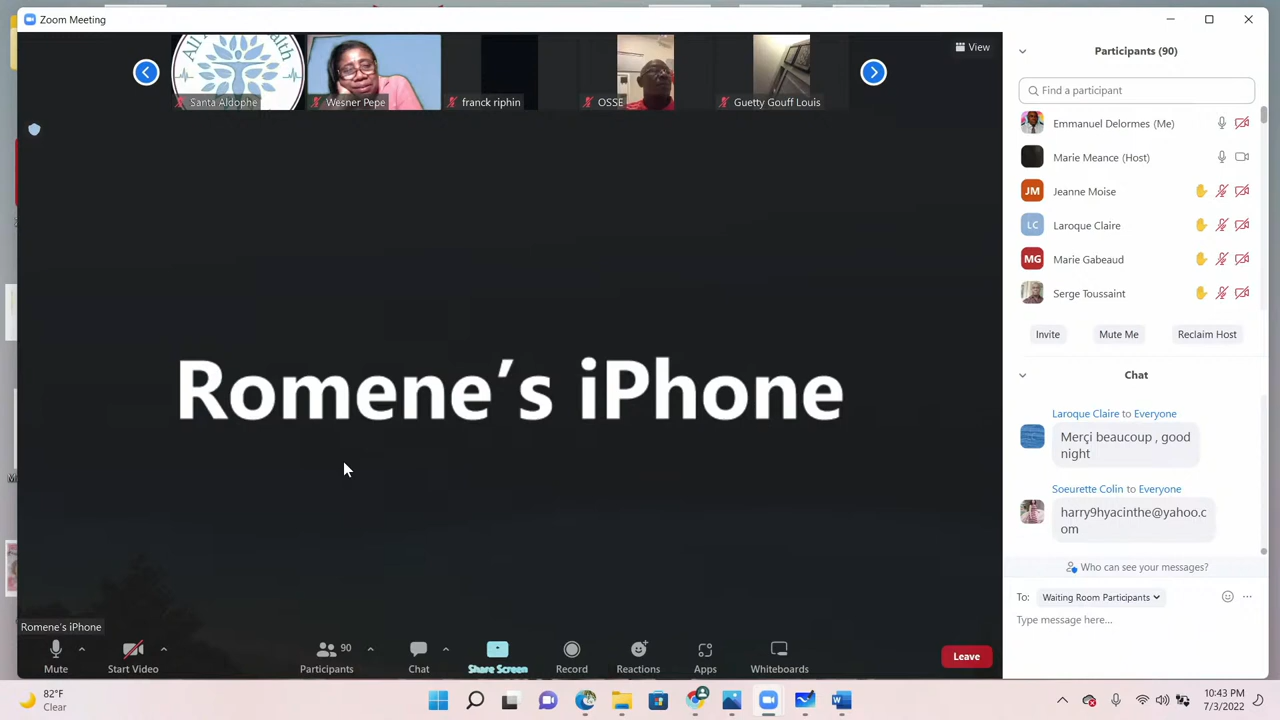 Zoom Meeting
Santa Aldophe
Wesner Pepe
franck riphin
OSSE
Guetty Gouff Louis
View
Romene's iPhone
Romene's iPhone
Mute
Start Video
90
Participants
Chat
Share Screen
Record
Reactions
Apps
Whiteboards
Leave
Participants (90)
Find a participant
Emmanuel Delormes (Me)
Marie Meance (Host)
JM
Jeanne Moise
LC
Laroque Claire
MG
Marie Gabeaud
Serge Toussaint
Invite
Mute Me
Reclaim Host
Chat
Laroque Claire to Everyone
Merçi beaucoup , good
night
Soeurette Colin to Everyone
harry9hyacinthe@yahoo.c
om
Who can see your messages?
To:
Waiting Room Participants
Type message here...
82°F
Clear
10:43 PM
7/3/2022